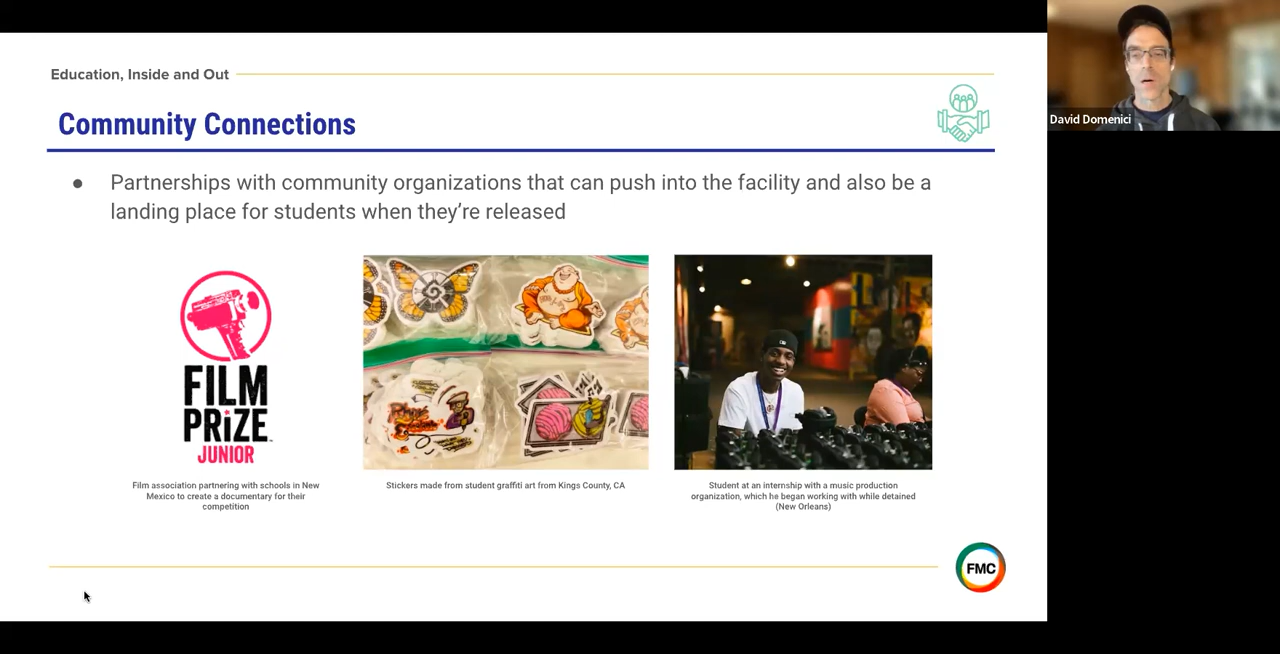 Education, Inside and Out
Community Connections
● Partnerships with community organizations that can push into the facility and also be a
landing place for students when they’re released
FILM
PRiZE
JUNIOR
Film association partnering with schools in New
Mexico to create a documentary for their
competition
Stickers made from student graffiti art from Kings County, CA
Student at an internship with a music production
organization, which he began working with while detained
(New Orleans)
FMC
David Domenici